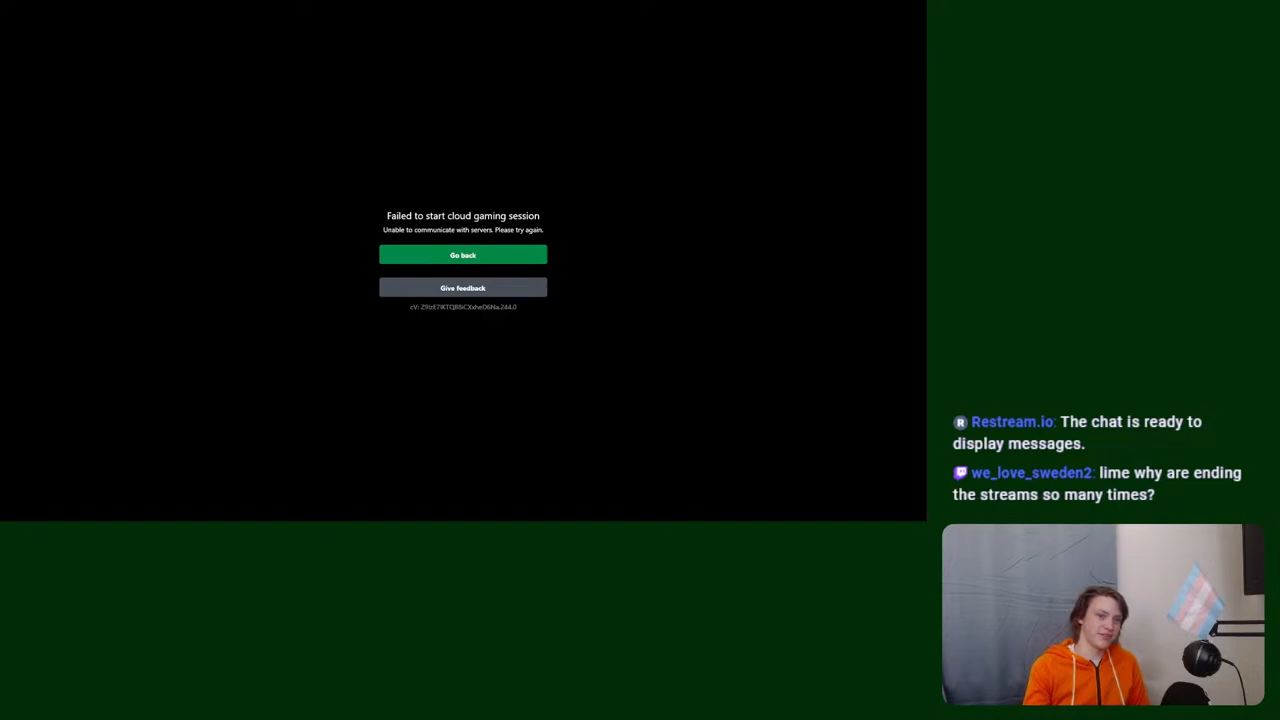 Failed to start cloud gaming session
Unable to communicate with servers. Please try again.
Go back
Give feedback
R Restream.io: The chat is ready to
display messages.
we_love_sweden2: lime why are ending
the streams so many times?